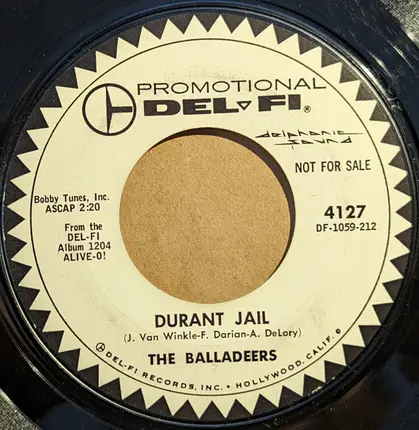 PROMOTIONAL
DEL-FI®
delphonic
sound
NOT FOR SALE
Bobby Tunes, Inc.
ASCAP 2:20
From the
DEL-FI
Album 1204
ALIVE-O!
4127
DF-1059-212
DURANT JAIL
(J. Van Winkle-F. Darian-A. DeLory)
THE BALLADEERS
DEL-FI RECORDS, INC. • HOLLYWOOD, CALIF.